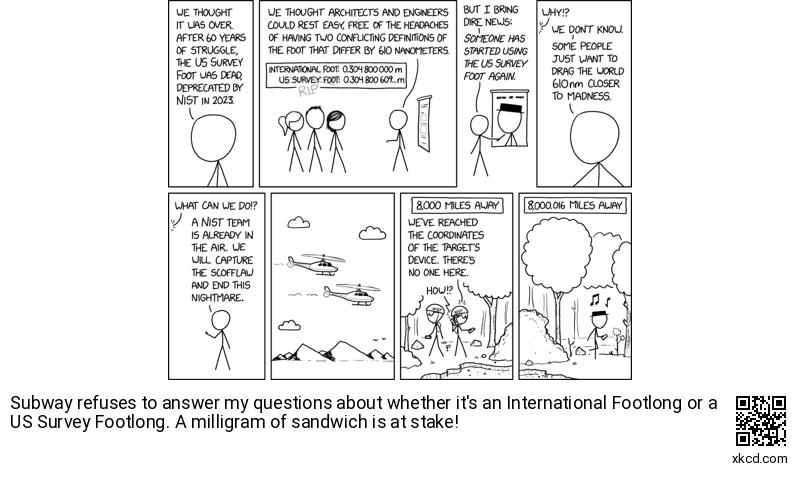 WE THOUGHT
IT WAS OVER.
AFTER 60 YEARS
OF STRUGGLE,
THE US SURVEY
FOOT WAS DEAD,
DEPRECATED BY
NIST IN 2023.
WE THOUGHT ARCHITECTS AND ENGINEERS
COULD REST EASY, FREE OF THE HEADACHES
OF HAVING TWO CONFLICTING DEFINITIONS OF
THE FOOT THAT DIFFER BY 610 NANOMETERS.
INTERNATIONAL FOOT: 0.304800000 m
US SURVEY FOOT: 0.304800609...m
R.I.P.
BUT I BRING
DIRE NEWS:
SOMEONE HAS
STARTED USING
THE US SURVEY
FOOT AGAIN.
WHY!?
WE DON'T KNOW.
SOME PEOPLE
JUST WANT TO
DRAG THE WORLD
610nm CLOSER
TO MADNESS.
WHAT CAN WE DO!?
A NIST TEAM
IS ALREADY IN
THE AIR. WE
WILL CAPTURE
THE SCOFFLAW
AND END THIS
NIGHTMARE.
8,000 MILES AWAY
WE'VE REACHED
THE COORDINATES
OF THE TARGET'S
DEVICE. THERE'S
NO ONE HERE.
HOW!?
8,000.016 MILES AWAY
Subway refuses to answer my questions about whether it's an International Footlong or a
US Survey Footlong. A milligram of sandwich is at stake!
xkcd.com